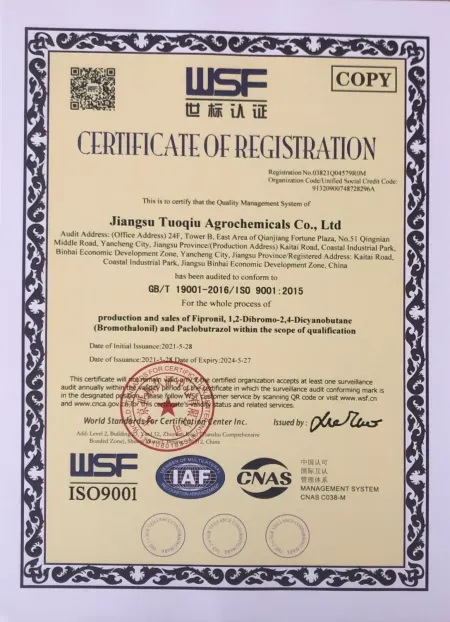 WSF
世标认证
COPY
CERTIFICATE OF REGISTRATION
Registration No.03821Q04579R0M
Organization Code/Unified Social Credit Code:
91320900748728296A
This is to certify that the Quality Management System of
Jiangsu Tuoqiu Agrochemicals Co., Ltd
Audit Address: (Office Address) 24F, Tower B, East Area of Qianjiang Fortune Plaza, No.51 Qingnian
Middle Road, Yancheng City, Jiangsu Province(Production Address) Kaitai Road, Coastal Industrial Park,
Binhai Economic Development Zone, Yancheng City, Jiangsu Province/Registered Address: Kaitai Road,
Coastal Industrial Park, Jiangsu Binhai Economic Development Zone, China
has been audited to conform to
GB/T 19001-2016/ISO 9001:2015
For the whole process of
production and sales of Fipronil, 1,2-Dibromo-2,4-Dicyanobutane
(Bromothalonil) and Paclobutrazol within the scope of qualification
Date of Initial Issuance:2021-5-28
Date of Issuance:2021-5-28 Date of Expiry:2024-5-27
This certificate will not remain valid only if the certified organization accepts at least one surveillance
audit annually within the validity period of the certificate in which the surveillance audit conforming mark is
in the designated position. Please follow WSF customer service by scanning QR code or visit www.wsf.cn
and www.cnca.gov.cn for this certificate's validity status and related services.
World Standards For Certification Center Inc.
Issued by:
Add: Level 2, Building
Comprehensive
Bonded Zone),
China
WSF
ISO9001
IAF
CNAS
中国认可
国际互认
管理体系
MANAGEMENT SYSTEM
CNAS C038-M